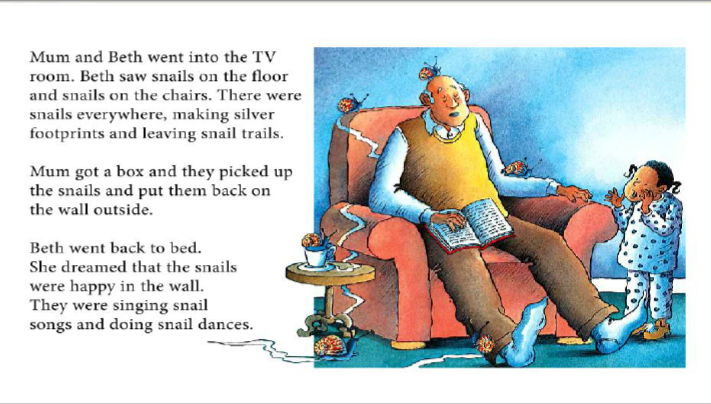 Mum and Beth went into the TV
room. Beth saw snails on the floor
and snails on the chairs. There were
snails everywhere, making silver
footprints and leaving snail trails.
Mum got a box and they picked up
the snails and put them back on
the wall outside.
Beth went back to bed.
She dreamed that the snails
were happy in the wall.
They were singing snail
songs and doing snail dances.